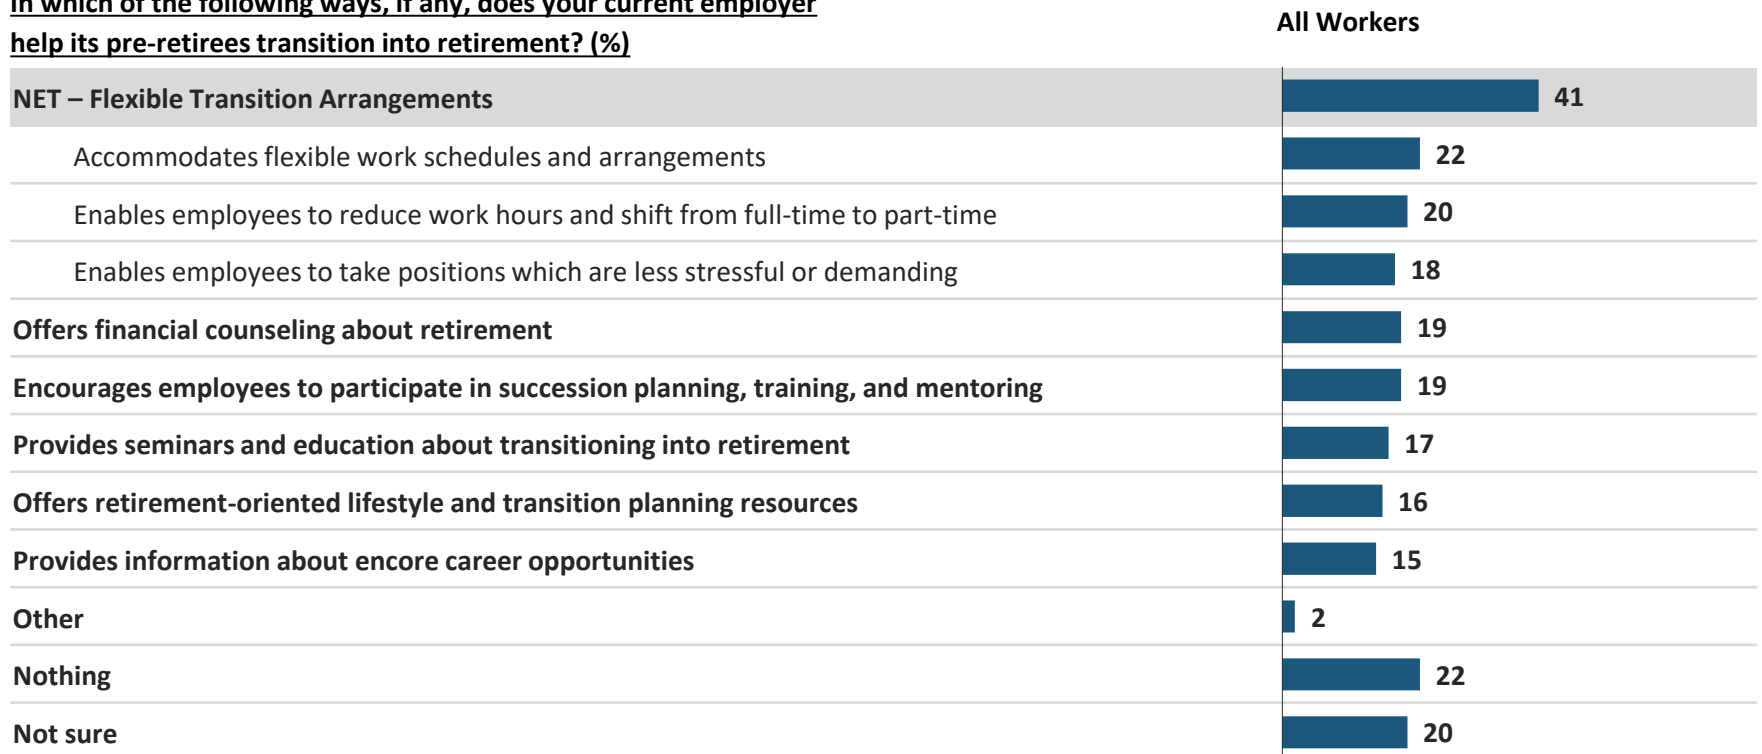 In which of the following ways, if any, does your current employer
help its pre-retirees transition into retirement? (%)
All Workers
NET – Flexible Transition Arrangements 41
Accommodates flexible work schedules and arrangements 22
Enables employees to reduce work hours and shift from full-time to part-time 20
Enables employees to take positions which are less stressful or demanding 18
Offers financial counseling about retirement 19
Encourages employees to participate in succession planning, training, and mentoring 19
Provides seminars and education about transitioning into retirement 17
Offers retirement-oriented lifestyle and transition planning resources 16
Provides information about encore career opportunities 15
Other 2
Nothing 22
Not sure 20